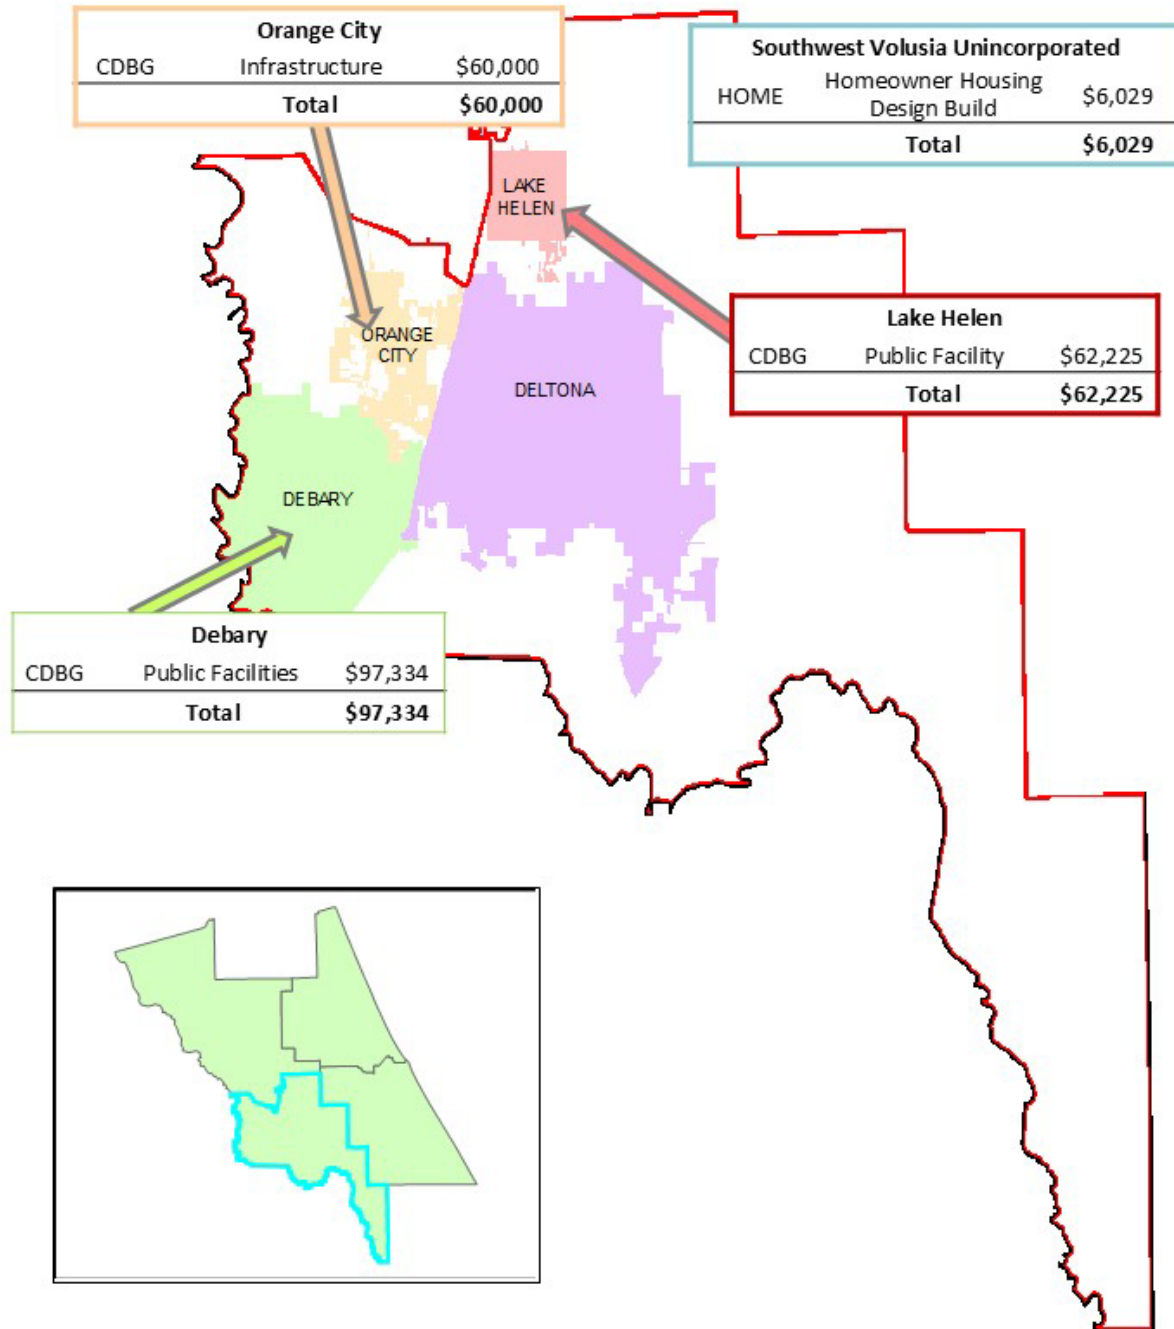 Orange City
CDBG Infrastructure $60,000
Total $60,000
Southwest Volusia Unincorporated
HOME Homeowner Housing Design Build $6,029
Total $6,029
LAKE
HELEN
Lake Helen
CDBG Public Facility $62,225
Total $62,225
ORANGE
CITY
DELTONA
DEBARY
Debary
CDBG Public Facilities $97,334
Total $97,334